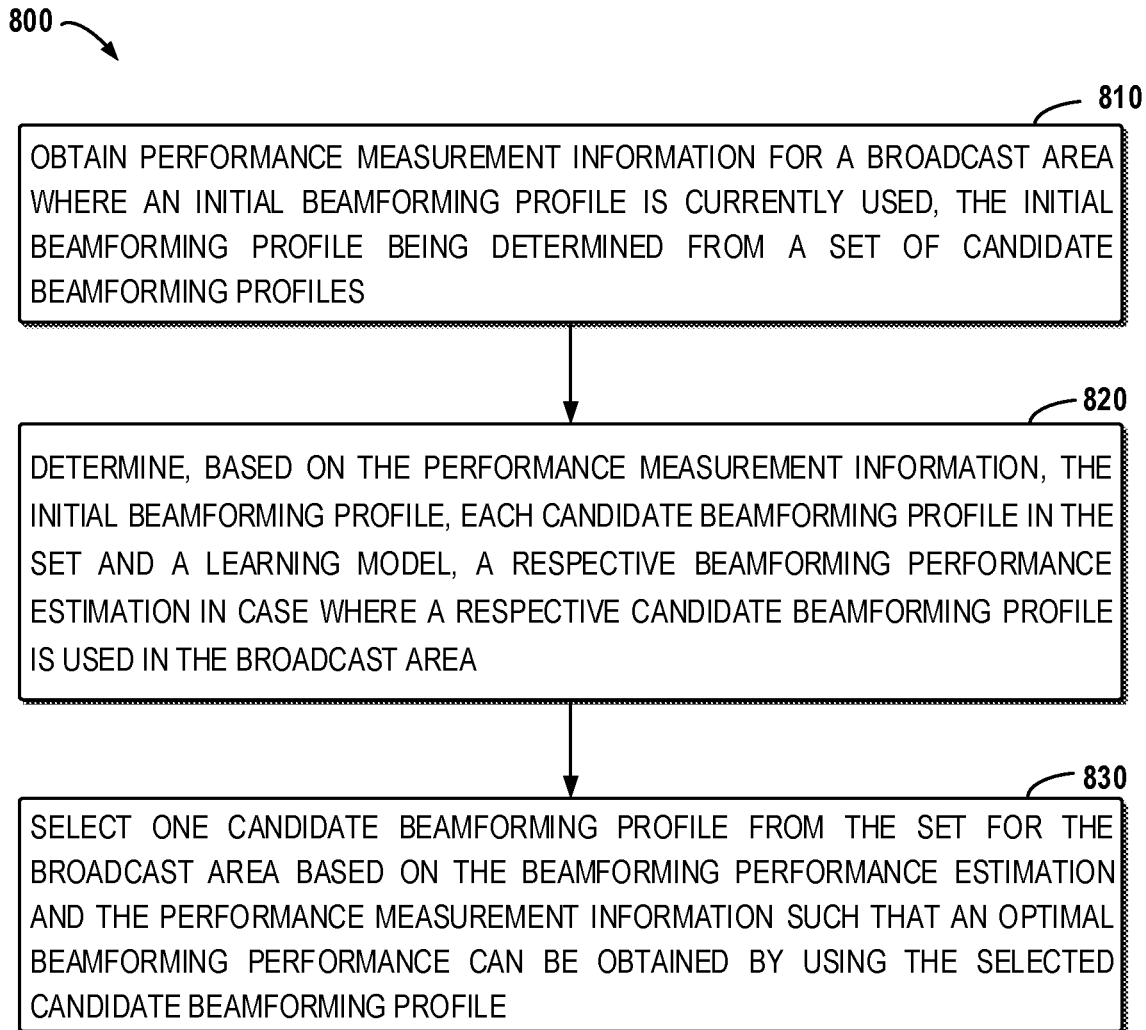 800
810
OBTAIN PERFORMANCE MEASUREMENT INFORMATION FOR A BROADCAST AREA
WHERE AN INITIAL BEAMFORMING PROFILE IS CURRENTLY USED, THE INITIAL
BEAMFORMING PROFILE BEING DETERMINED FROM A SET OF CANDIDATE
BEAMFORMING PROFILES
820
DETERMINE, BASED ON THE PERFORMANCE MEASUREMENT INFORMATION, THE
INITIAL BEAMFORMING PROFILE, EACH CANDIDATE BEAMFORMING PROFILE IN THE
SET AND A LEARNING MODEL, A RESPECTIVE BEAMFORMING PERFORMANCE
ESTIMATION IN CASE WHERE A RESPECTIVE CANDIDATE BEAMFORMING PROFILE
IS USED IN THE BROADCAST AREA
830
SELECT ONE CANDIDATE BEAMFORMING PROFILE FROM THE SET FOR THE
BROADCAST AREA BASED ON THE BEAMFORMING PERFORMANCE ESTIMATION
AND THE PERFORMANCE MEASUREMENT INFORMATION SUCH THAT AN OPTIMAL
BEAMFORMING PERFORMANCE CAN BE OBTAINED BY USING THE SELECTED
CANDIDATE BEAMFORMING PROFILE